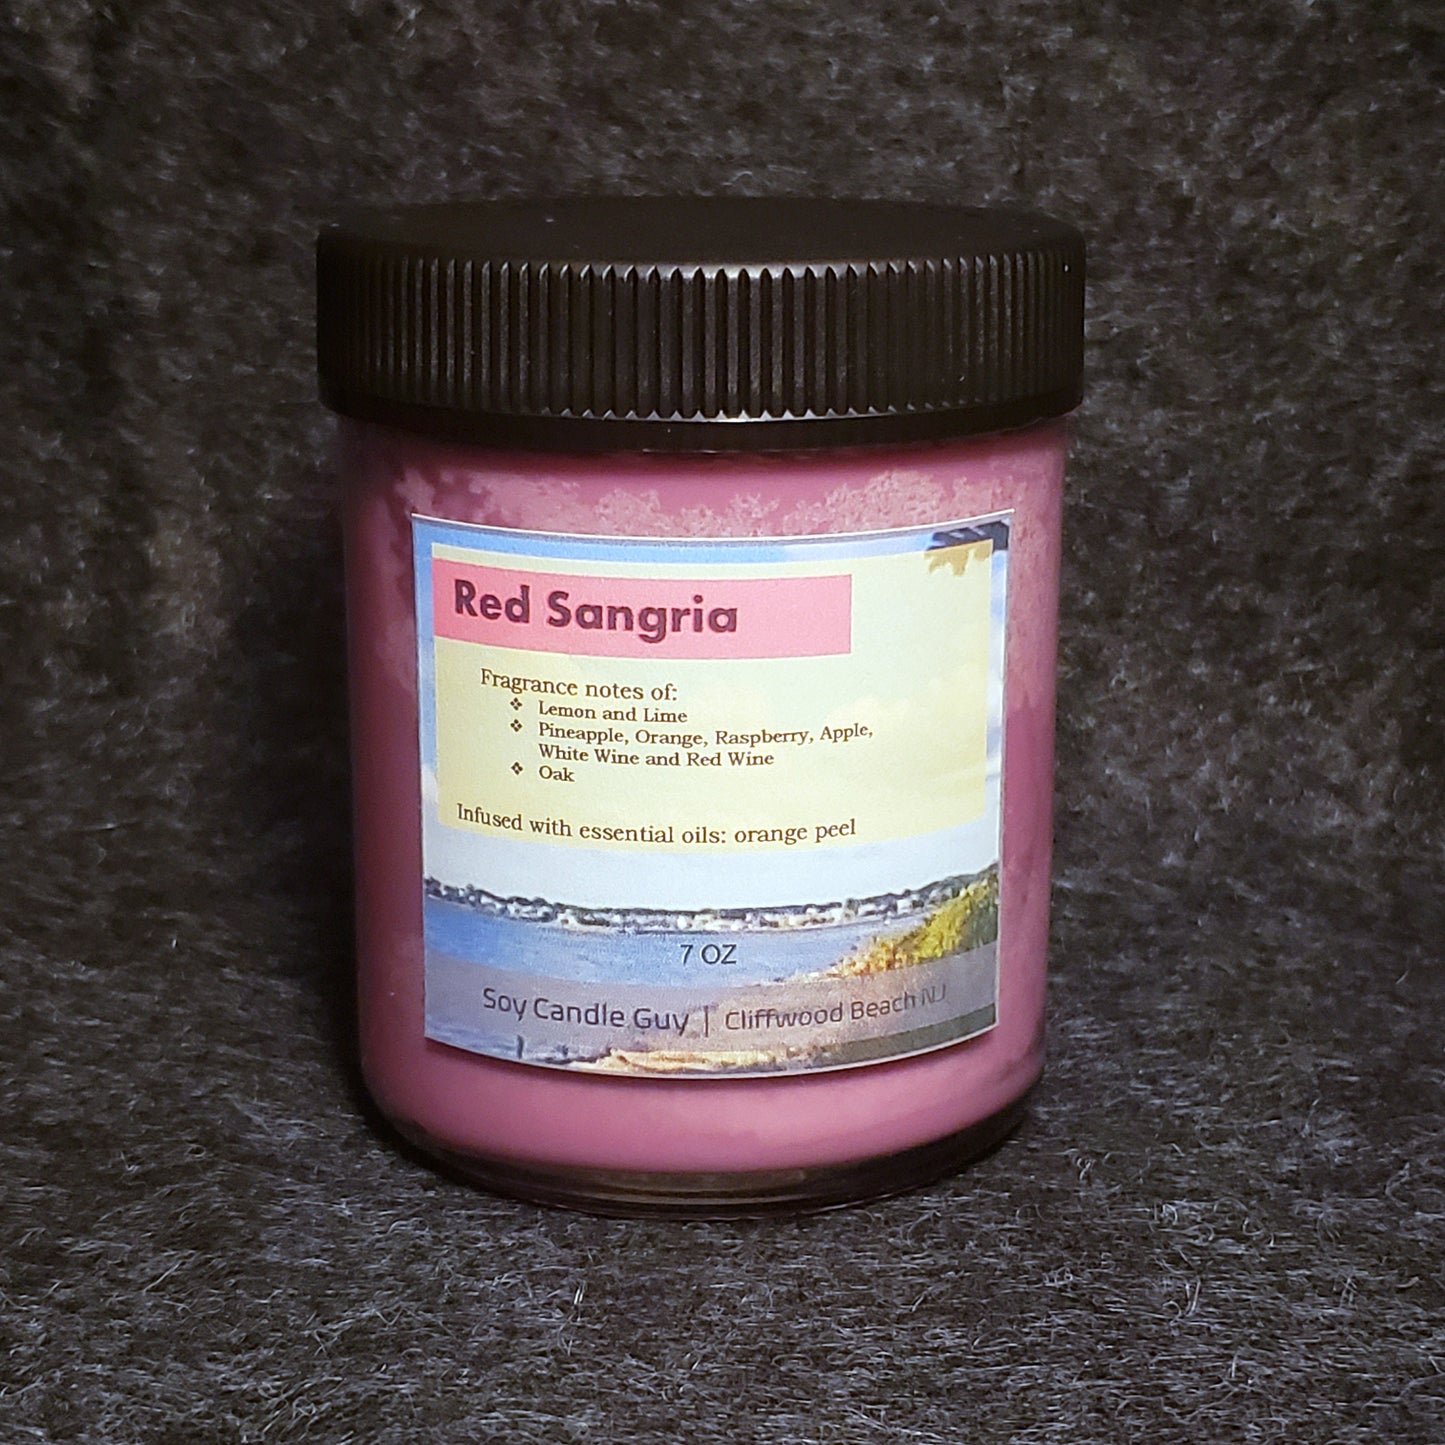 Red Sangria
Fragrance notes of:
❖ Lemon and Lime
❖ Pineapple, Orange, Raspberry, Apple,
White Wine and Red Wine
❖ Oak
Infused with essential oils: orange peel
7 OZ
Soy Candle Guy | Cliffwood Beach NJ